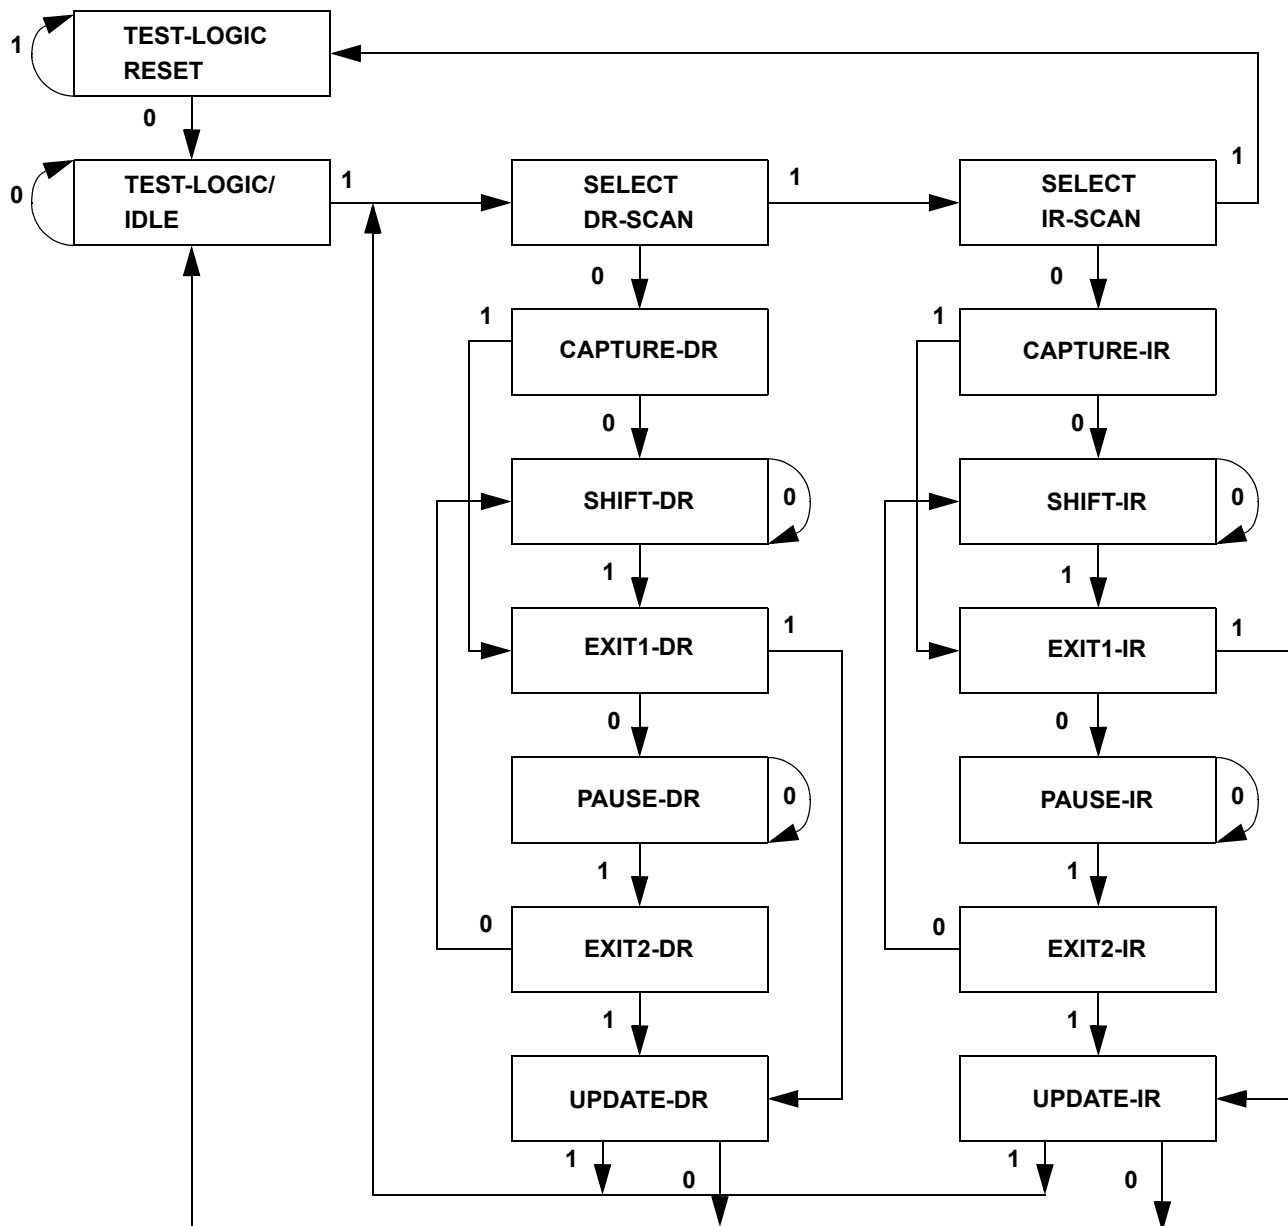 TEST-LOGIC
RESET
1
0
TEST-LOGIC/
IDLE
0
1
SELECT
DR-SCAN
1
SELECT
IR-SCAN
1
0
0
1
CAPTURE-DR
1
CAPTURE-IR
0
0
SHIFT-DR
0
SHIFT-IR
0
1
1
EXIT1-DR
1
EXIT1-IR
1
0
0
PAUSE-DR
0
PAUSE-IR
0
1
1
0
EXIT2-DR
0
EXIT2-IR
1
1
UPDATE-DR
UPDATE-IR
1
0
1
0